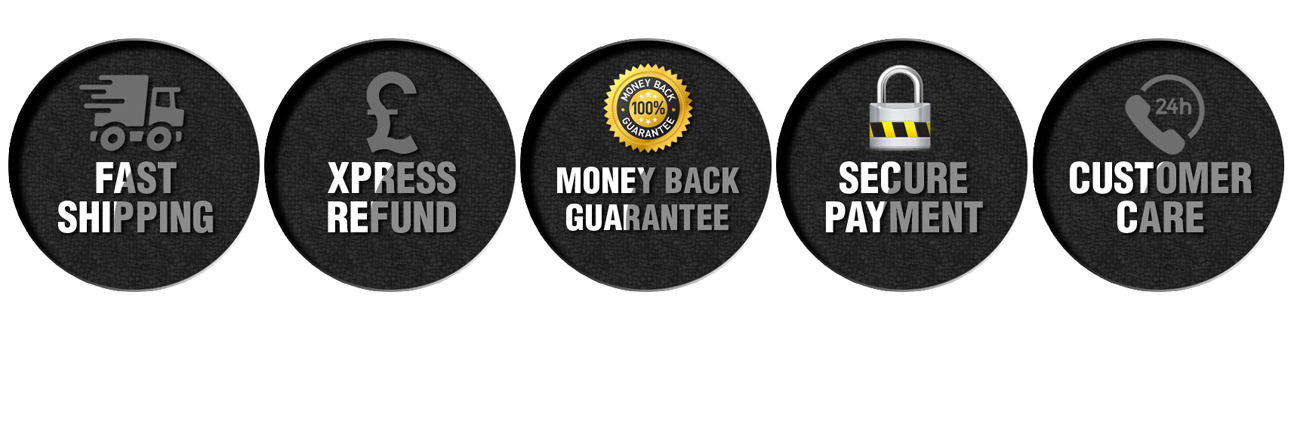 FAST
SHIPPING
£
XPRESS
REFUND
MONEY BACK
100%
GUARANTEE
MONEY BACK
GUARANTEE
SECURE
PAYMENT
24h
CUSTOMER
CARE